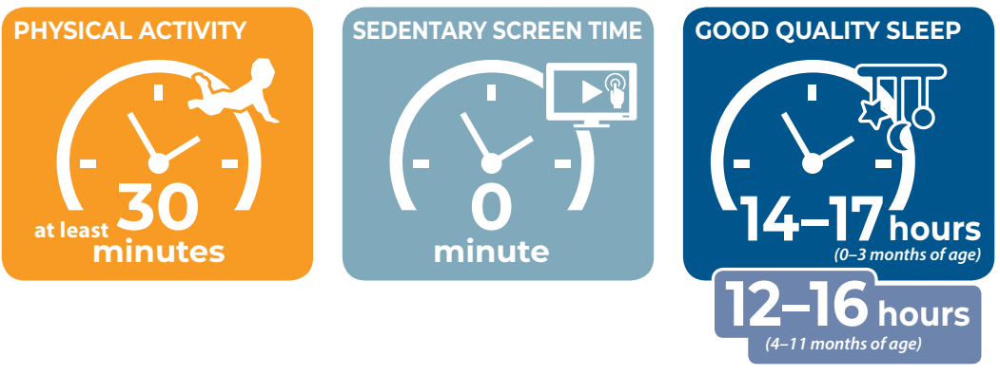 PHYSICAL ACTIVITY
at least 30
minutes
SEDENTARY SCREEN TIME
0
minute
GOOD QUALITY SLEEP
14–17 hours
(0–3 months of age)
12–16 hours
(4–11 months of age)